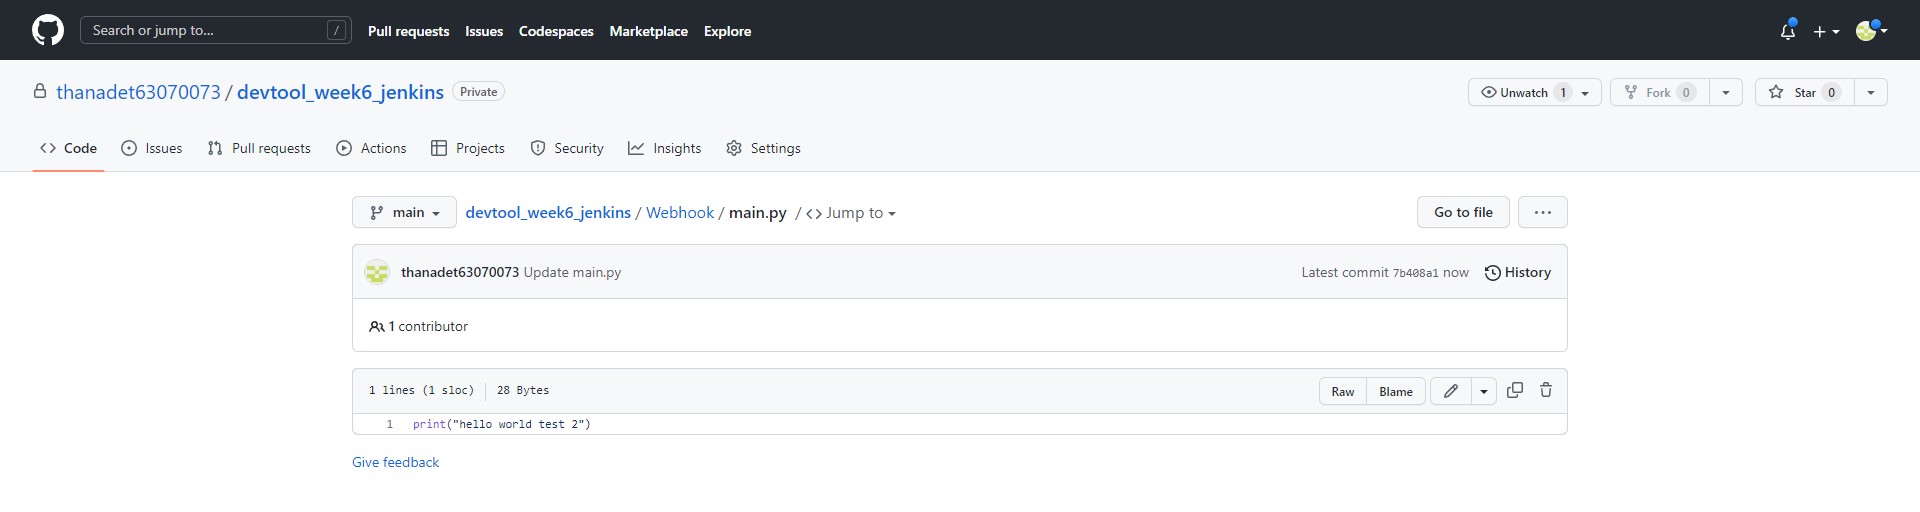 Search or jump to... / Pull requests Issues Codespaces Marketplace Explore
thanadet63070073 / devtool_week6_jenkins Private Unwatch 1 Fork 0 Star 0
Code Issues Pull requests Actions Projects Security Insights Settings
main devtool_week6_jenkins / Webhook / main.py / <> Jump to Go to file ...
thanadet63070073 Update main.py Latest commit 7b408a1 now History
1 contributor
1 lines (1 sloc) 28 Bytes Raw Blame
1 print("hello world test 2")
Give feedback